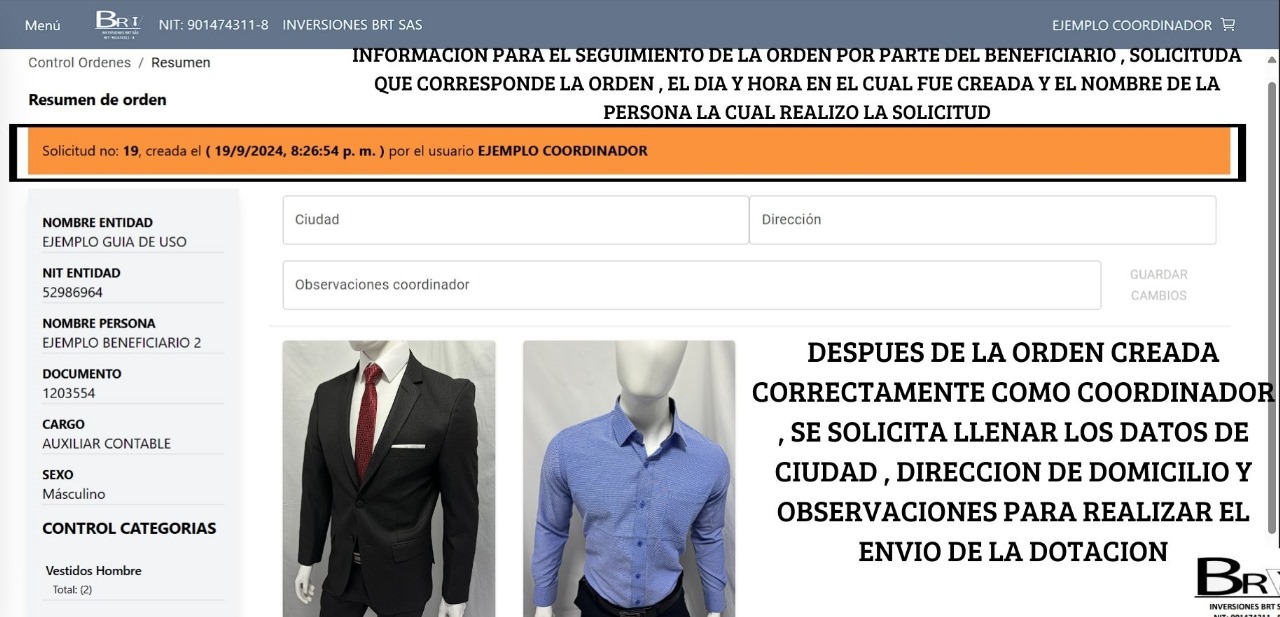 Menú
BRI
NIT: 901474311-8
INVERSIONES BRT SAS
EJEMPLO COORDINADOR
Control Ordenes / Resumen
INFORMACION PARA EL SEGUIMIENTO DE LA ORDEN POR PARTE DEL BENEFICIARIO , SOLICITUDA
QUE CORRESPONDE LA ORDEN , EL DIA Y HORA EN EL CUAL FUE CREADA Y EL NOMBRE DE LA
PERSONA LA CUAL REALIZO LA SOLICITUD
Resumen de orden
Solicitud no: 19, creada el ( 19/9/2024, 8:26:54 p. m. ) por el usuario EJEMPLO COORDINADOR
NOMBRE ENTIDAD
EJEMPLO GUIA DE USO
NIT ENTIDAD
52986964
NOMBRE PERSONA
EJEMPLO BENEFICIARIO 2
DOCUMENTO
1203554
CARGO
AUXILIAR CONTABLE
SEXO
Másculino
CONTROL CATEGORIAS
Vestidos Hombre
Total: (2)
Ciudad
Dirección
Observaciones coordinador
GUARDAR
CAMBIOS
DESPUES DE LA ORDEN CREADA
CORRECTAMENTE COMO COORDINADOR
, SE SOLICITA LLENAR LOS DATOS DE
CIUDAD , DIRECCION DE DOMICILIO Y
OBSERVACIONES PARA REALIZAR EL
ENVIO DE LA DOTACION
BR
INVERSIONES BRT S